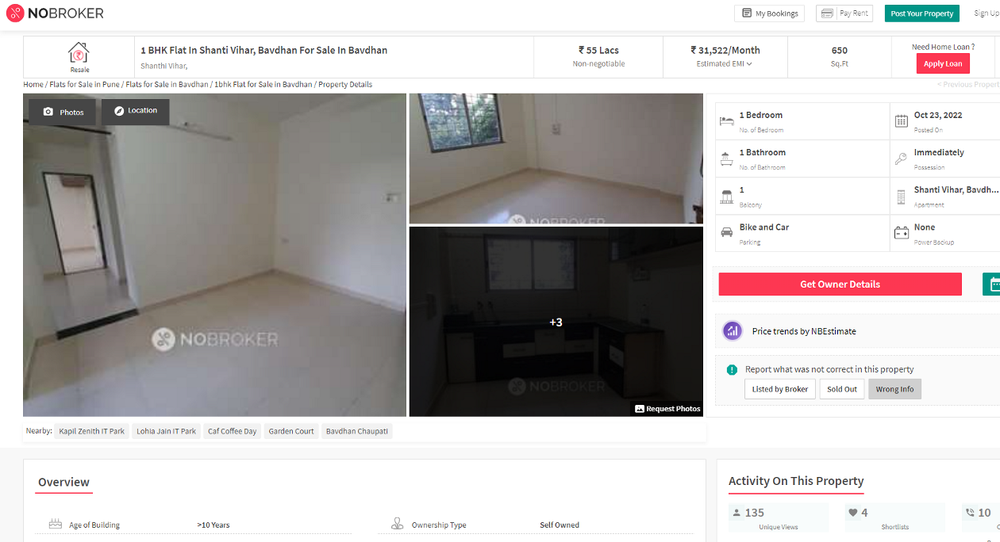 NOBROKER
My Bookings
Pay Rent
Post Your Property
Sign Up
Resale
1 BHK Flat In Shanti Vihar, Bavdhan For Sale In Bavdhan
Shanthi Vihar,
₹ 55 Lacs
Non-negotiable
₹ 31,522/Month
Estimated EMI
650
Sq.Ft
Need Home Loan ?
Apply Loan
Home / Flats for Sale in Pune / Flats for Sale in Bavdhan / 1bhk Flat for Sale in Bavdhan / Property Details
< Previous Propert
Photos
Location
NOBROKER
NOBROKER
+3
NOBROKER
Request Photos
1 Bedroom
No. of Bedroom
Oct 23, 2022
Posted On
1 Bathroom
No. of Bathroom
Immediately
Possession
1
Balcony
Shanti Vihar, Bavdh...
Apartment
Bike and Car
Parking
None
Power Backup
Get Owner Details
Price trends by NBEstimate
Report what was not correct in this property
Listed by Broker
Sold Out
Wrong Info
Nearby:
Kapil Zenith IT Park
Lohia Jain IT Park
Caf Coffee Day
Garden Court
Bavdhan Chaupati
Overview
Age of Building
>10 Years
Ownership Type
Self Owned
Activity On This Property
135
Unique Views
4
Shortlists
10